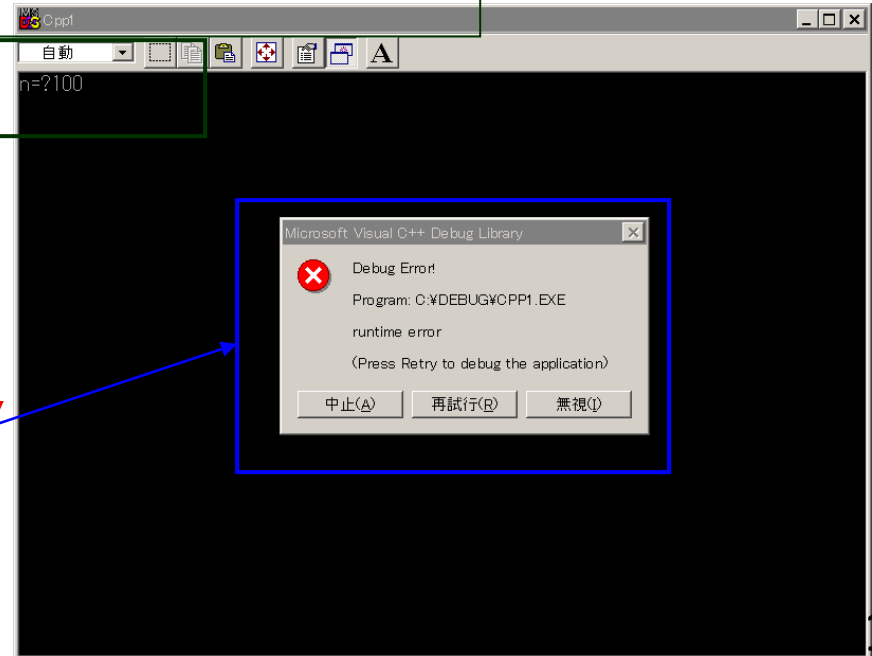 Cpp1
自動
A
n=?100
Microsoft Visual C++ Debug Library
Debug Error!
Program: C:¥DEBUG¥CPP1.EXE
runtime error
(Press Retry to debug the application)
中止(A) 再試行(R) 無視(I)